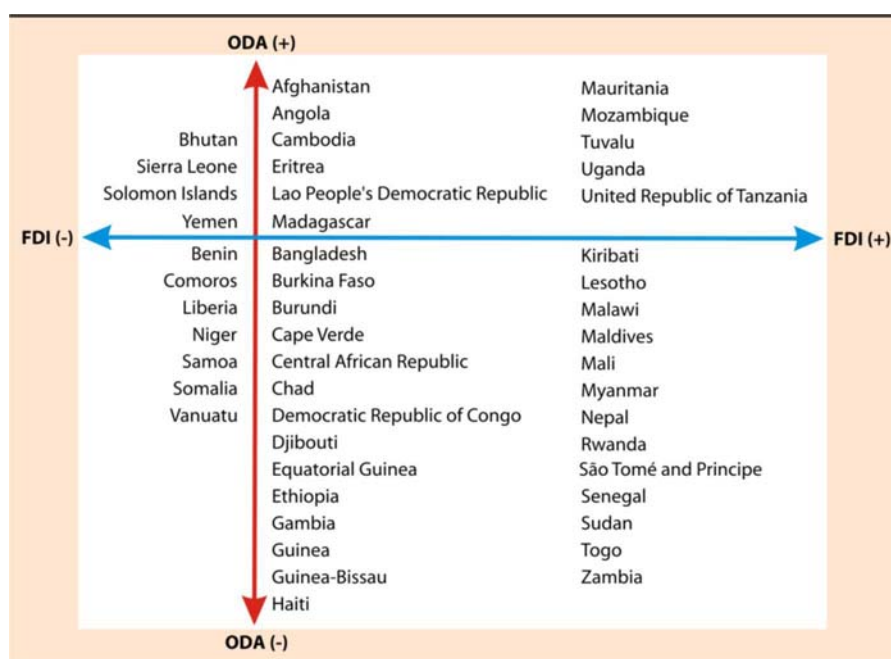 ODA (+)
Afghanistan Mauritania
Angola Mozambique
Bhutan Cambodia Tuvalu
Sierra Leone Eritrea Uganda
Solomon Islands Lao People's Democratic Republic United Republic of Tanzania
Yemen Madagascar
FDI (-) FDI (+)
Benin Bangladesh Kiribati
Comoros Burkina Faso Lesotho
Liberia Burundi Malawi
Niger Cape Verde Maldives
Samoa Central African Republic Mali
Somalia Chad Myanmar
Vanuatu Democratic Republic of Congo Nepal
Djibouti Rwanda
Equatorial Guinea São Tomé and Principe
Ethiopia Senegal
Gambia Sudan
Guinea Togo
Guinea-Bissau Zambia
Haiti
ODA (-)